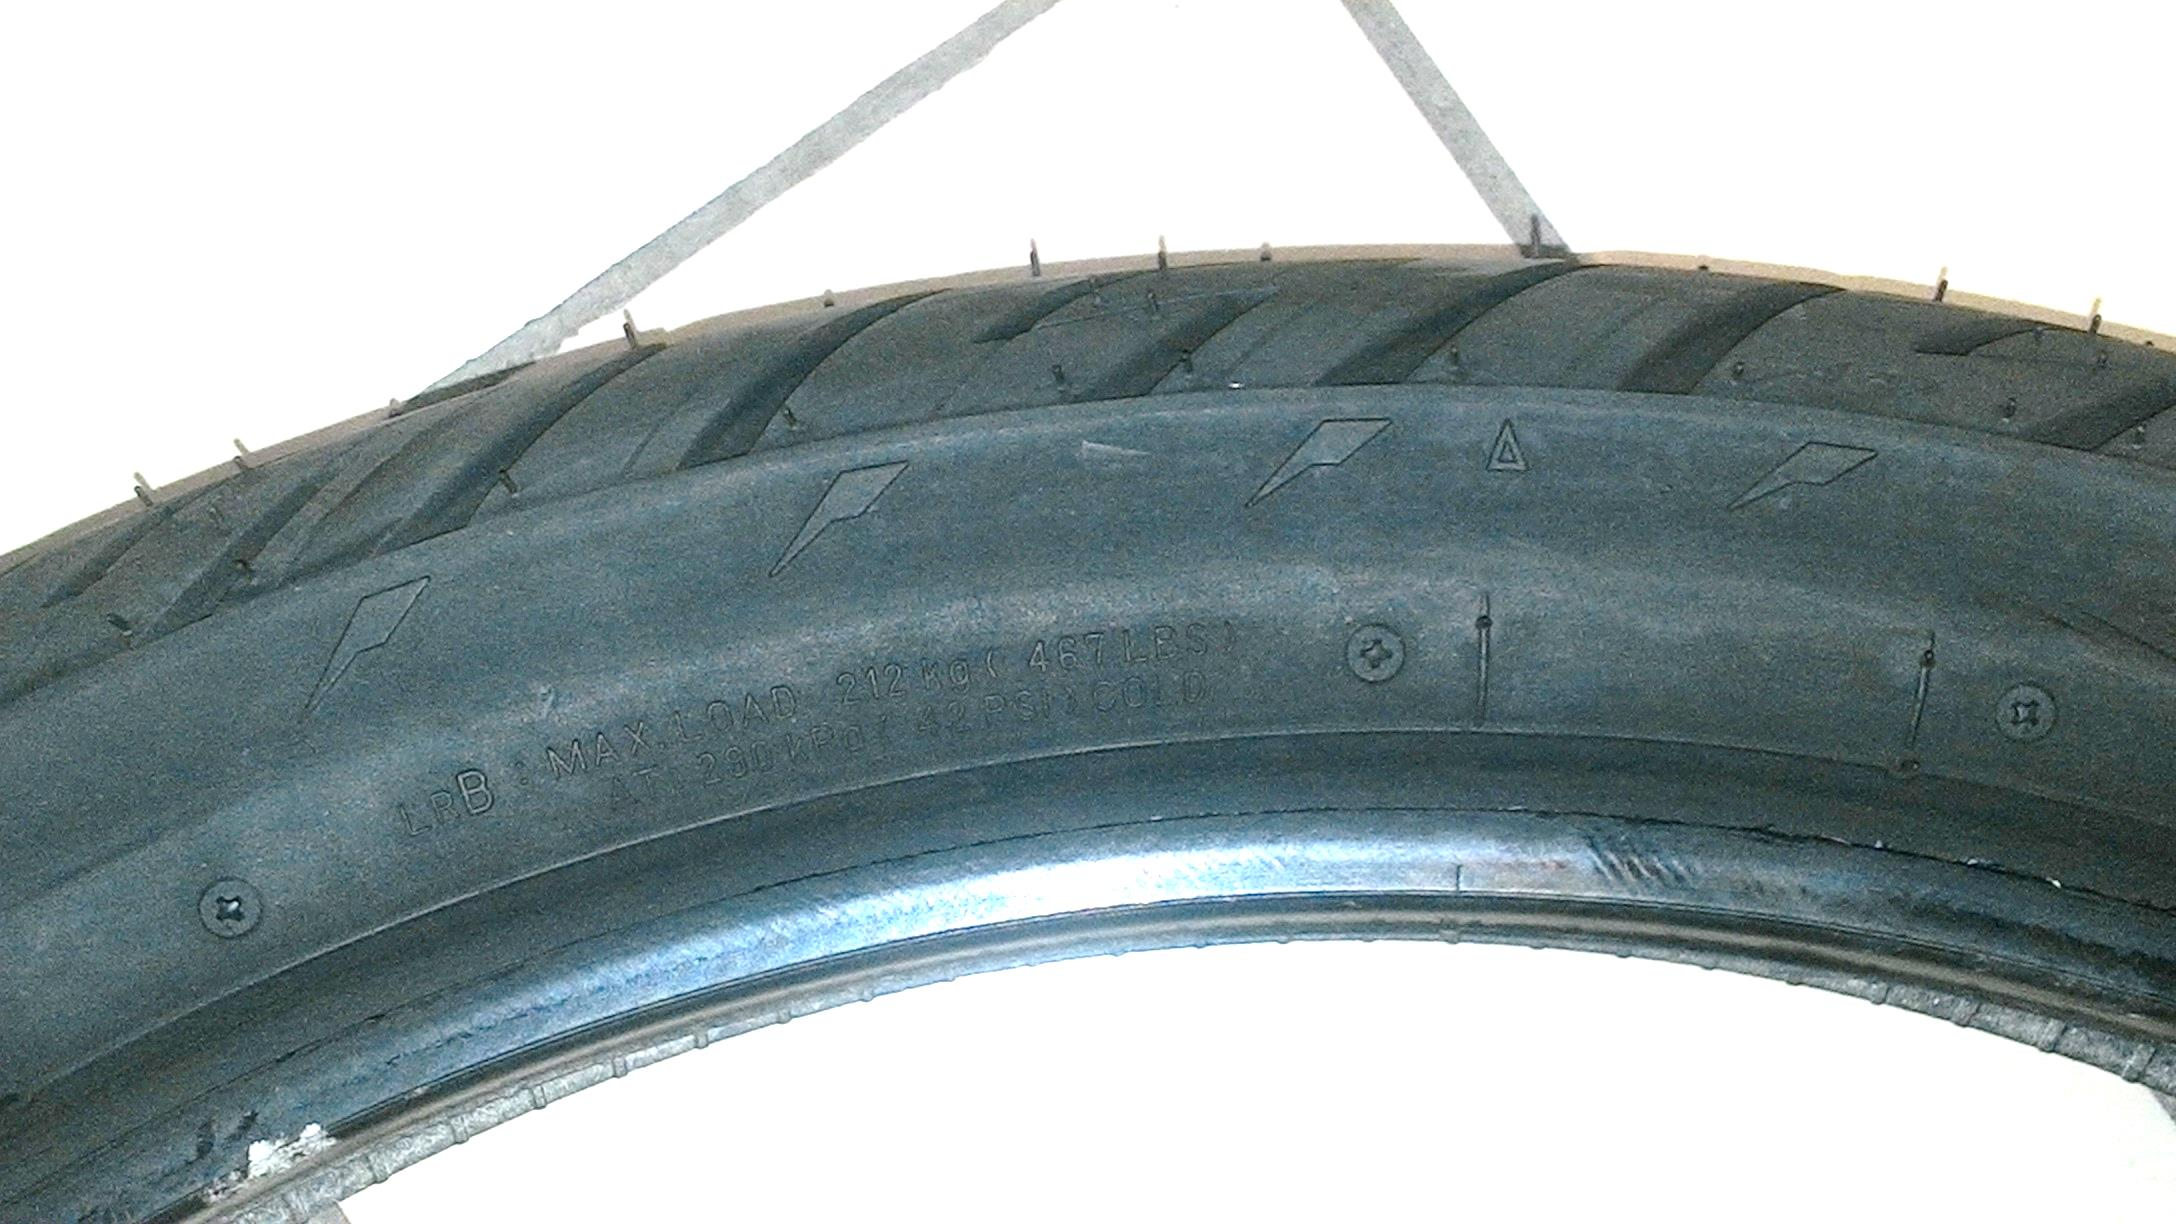 LRB : MAX. LOAD 212 kg ( 467 LBS )
AT 290 kPa ( 42 PSI ) COLD